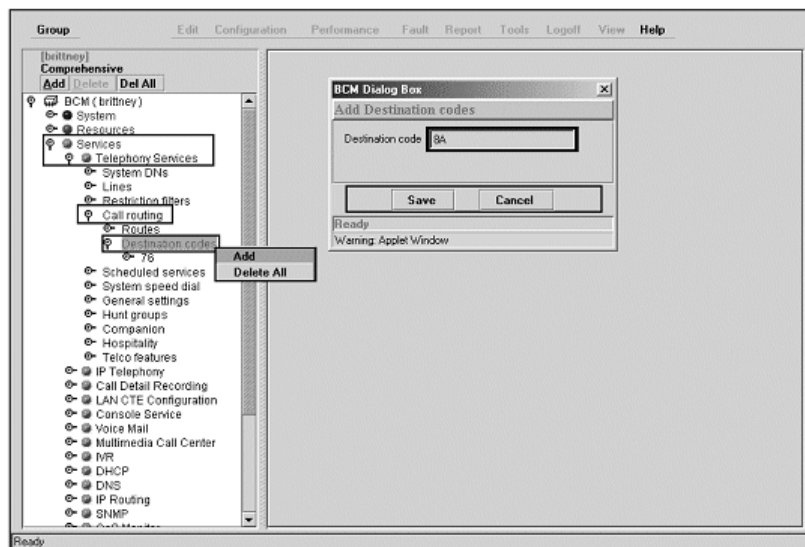 Group Edit Configuration Performance Fault Report Tools Logoff View Help
[brittney]
Comprehensive
Add Delete Del All
BCM ( brittney )
System
Resources
Services
Telephony Services
System DNs
Lines
Restriction filters
Call routing
Routes
Destination codes
76
Scheduled services
System speed dial
General settings
Hunt groups
Companion
Hospitality
Telco features
IP Telephony
Call Detail Recording
LAN CTE Configuration
Console Service
Voice Mail
Multimedia Call Center
IVR
DHCP
DNS
IP Routing
SNMP
Add
Delete All
BCM Dialog Box
Add Destination codes
Destination code 8A
Save Cancel
Ready
Warning: Applet Window
Ready